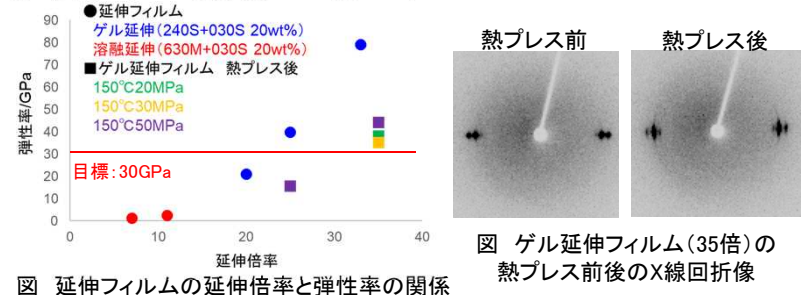 ●延伸フィルム
ゲル延伸(240S+030S 20wt%)
溶融延伸(630M+030S 20wt%)
■ゲル延伸フィルム 熱プレス後
150℃20MPa
150℃30MPa
150℃50MPa
弾性率/GPa
90
80
70
60
50
40
30
20
10
0
目標:30GPa
0 10 20 30 40
延伸倍率
図 延伸フィルムの延伸倍率と弾性率の関係
熱プレス前 熱プレス後
図 ゲル延伸フィルム(35倍)の
熱プレス前後のX線回折像